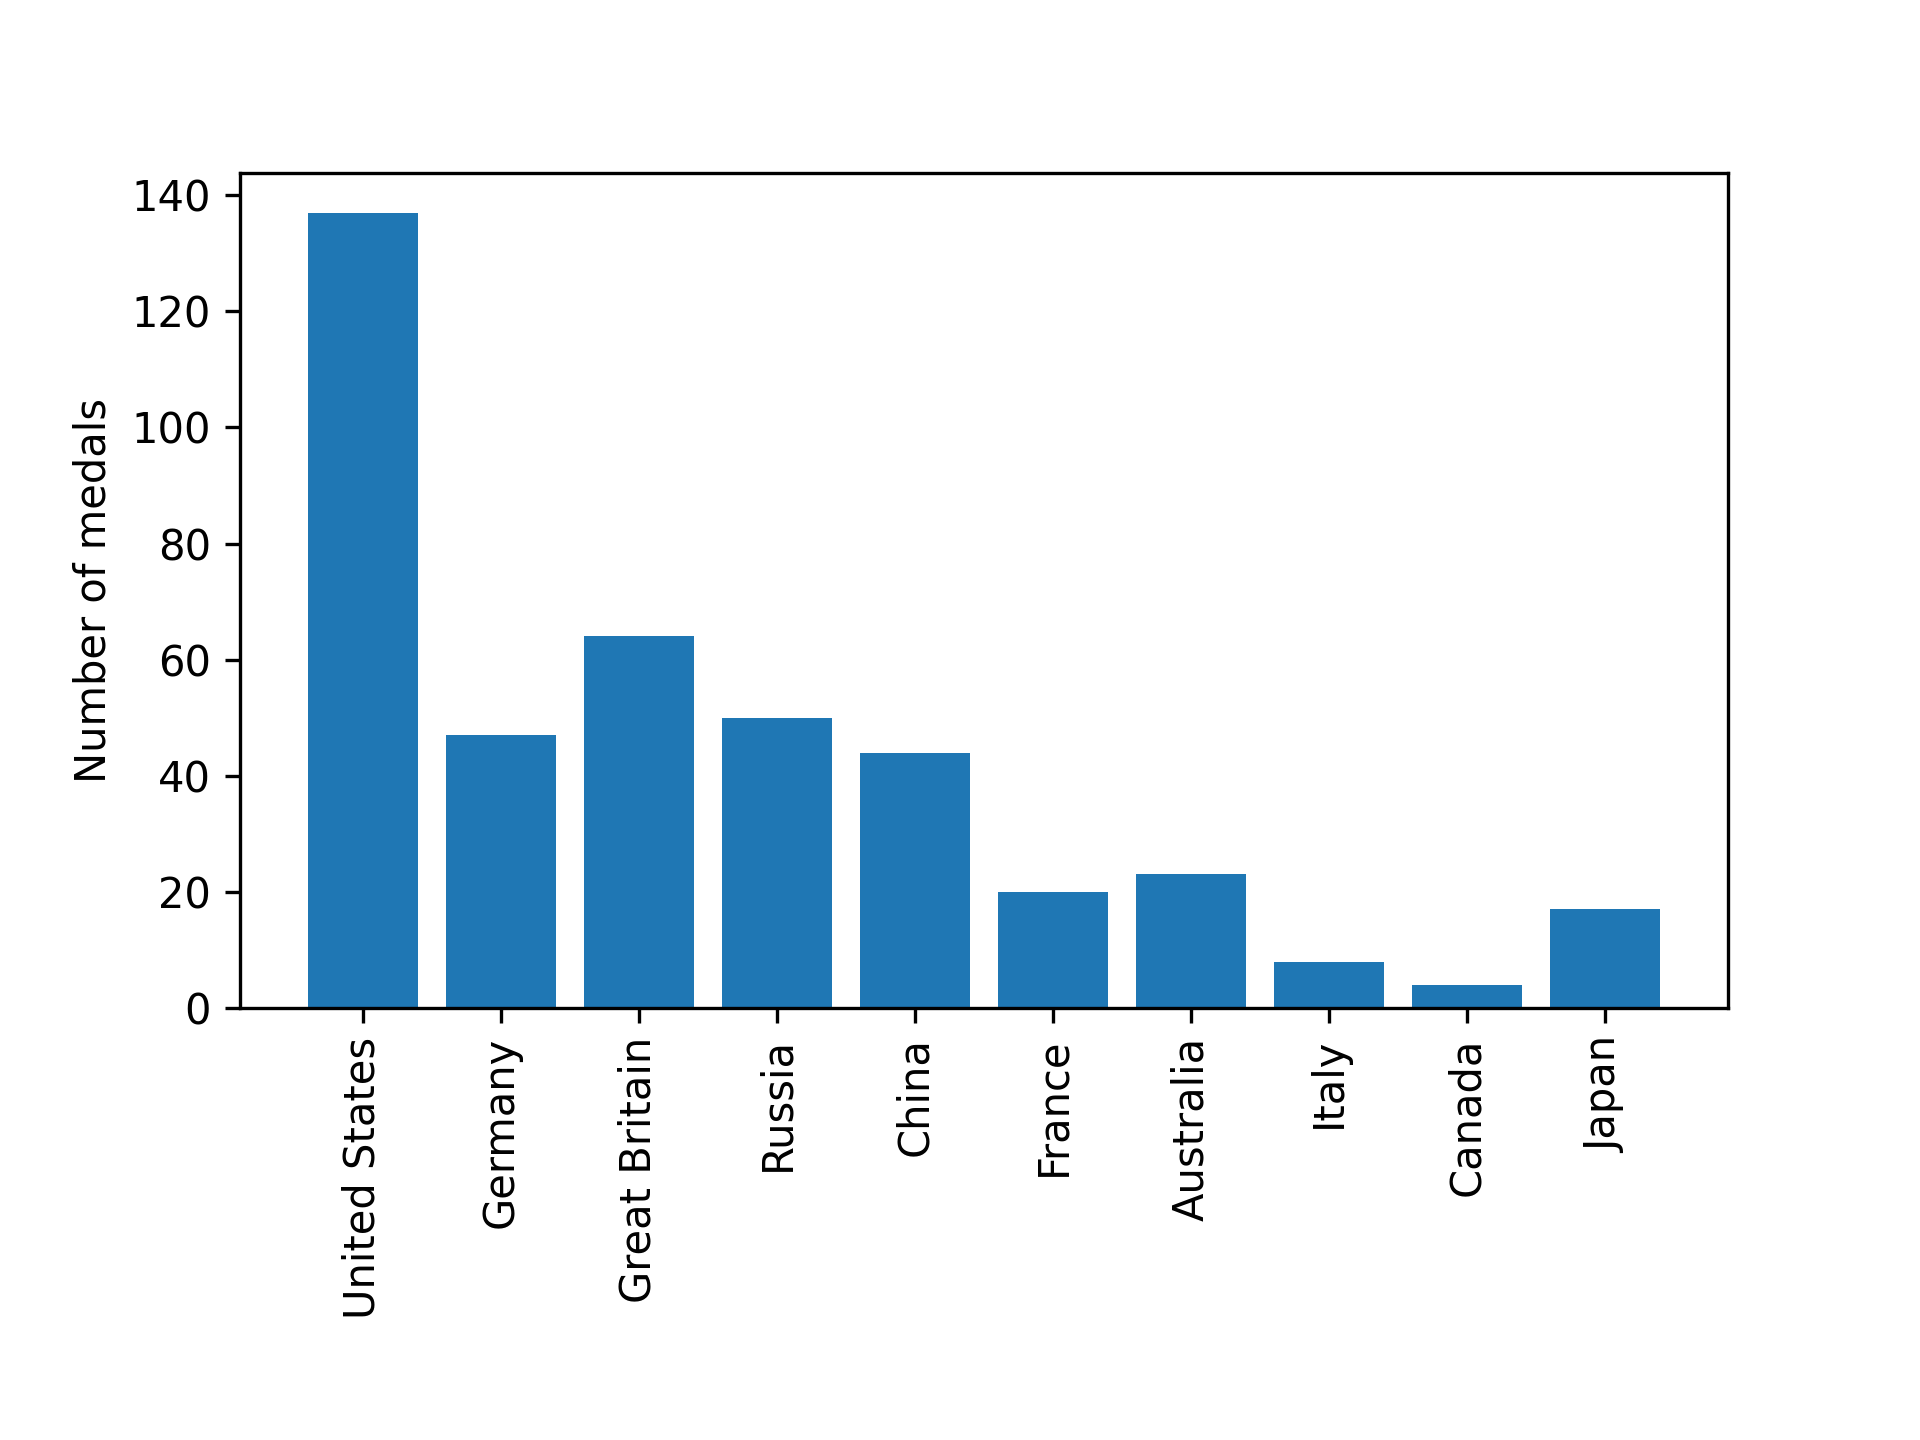 Number of medals
140
120
100
80
60
40
20
0
United States
Germany
Great Britain
Russia
China
France
Australia
Italy
Canada
Japan